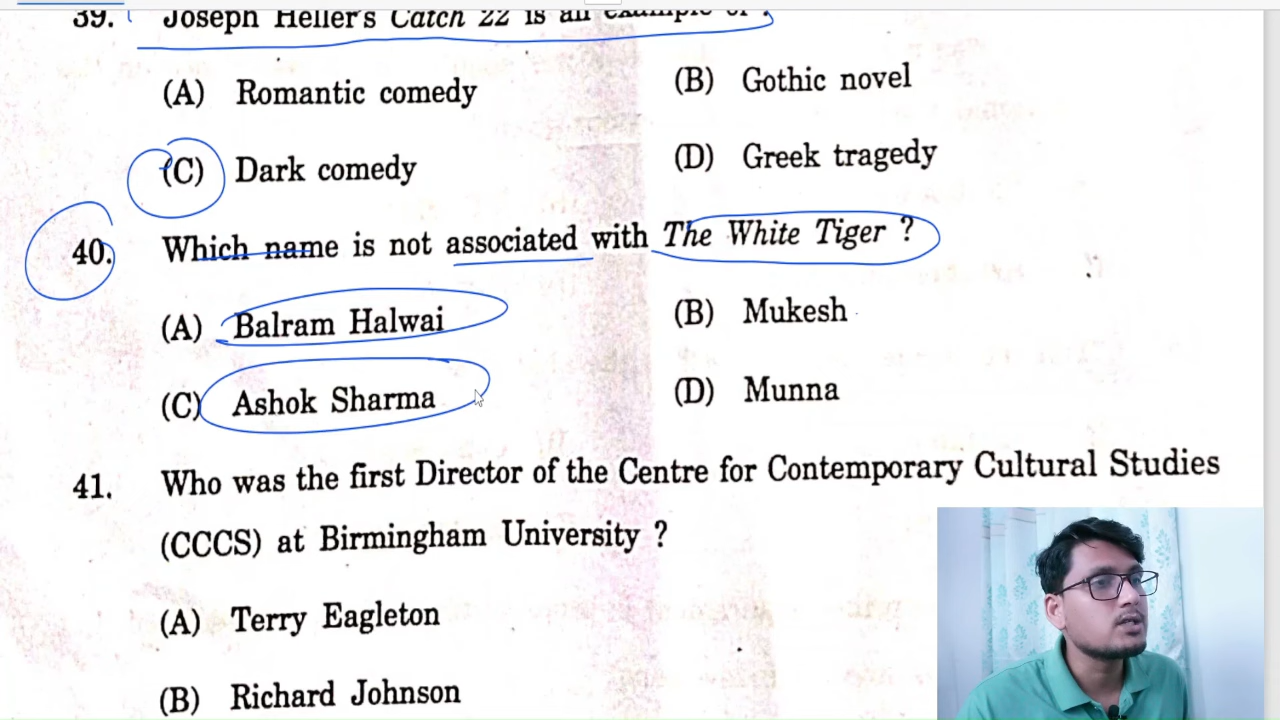 39. Joseph Heller's Catch 22 is an example of ?
(A) Romantic comedy (B) Gothic novel
(C) Dark comedy (D) Greek tragedy
40. Which name is not associated with The White Tiger ?
(A) Balram Halwai (B) Mukesh
(C) Ashok Sharma (D) Munna
41. Who was the first Director of the Centre for Contemporary Cultural Studies
(CCCS) at Birmingham University ?
(A) Terry Eagleton
(B) Richard Johnson